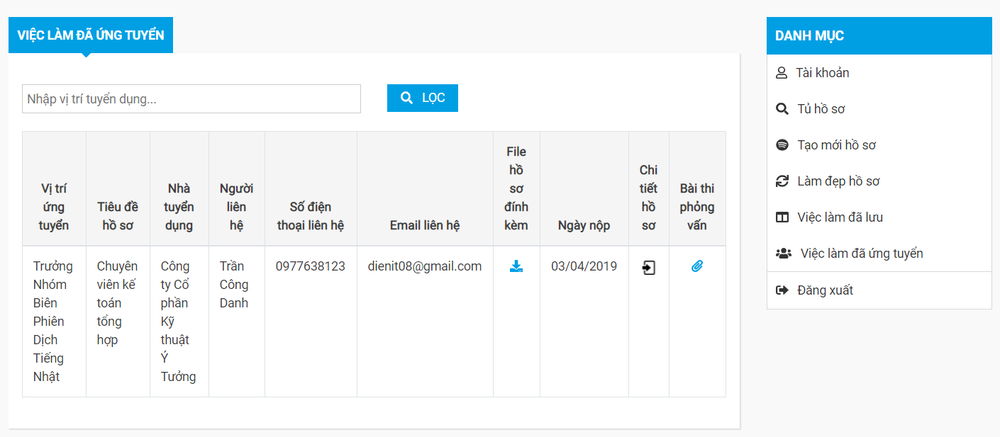 VIỆC LÀM ĐÃ ỨNG TUYỂN
Nhập vị trí tuyển dụng...
LỌC
Vị trí
ứng
tuyển
Tiêu đề
hồ sơ
Nhà
tuyển
dụng
Người
liên
hệ
Số điện
thoại liên hệ
Email liên hệ
File
hồ
sơ
đính
kèm
Ngày nộp
Chi
tiết
hồ
sơ
Bài thi
phỏng
vấn
Trưởng
Nhóm
Biên
Phiên
Dịch
Tiếng
Nhật
Chuyên
viên kế
toán
tổng
hợp
Công
ty Cổ
phần
Kỹ
thuật
Ý
Tưởng
Trần
Công
Danh
0977638123
dienit08@gmail.com
03/04/2019
DANH MỤC
Tài khoản
Tủ hồ sơ
Tạo mới hồ sơ
Làm đẹp hồ sơ
Việc làm đã lưu
Việc làm đã ứng tuyển
Đăng xuất